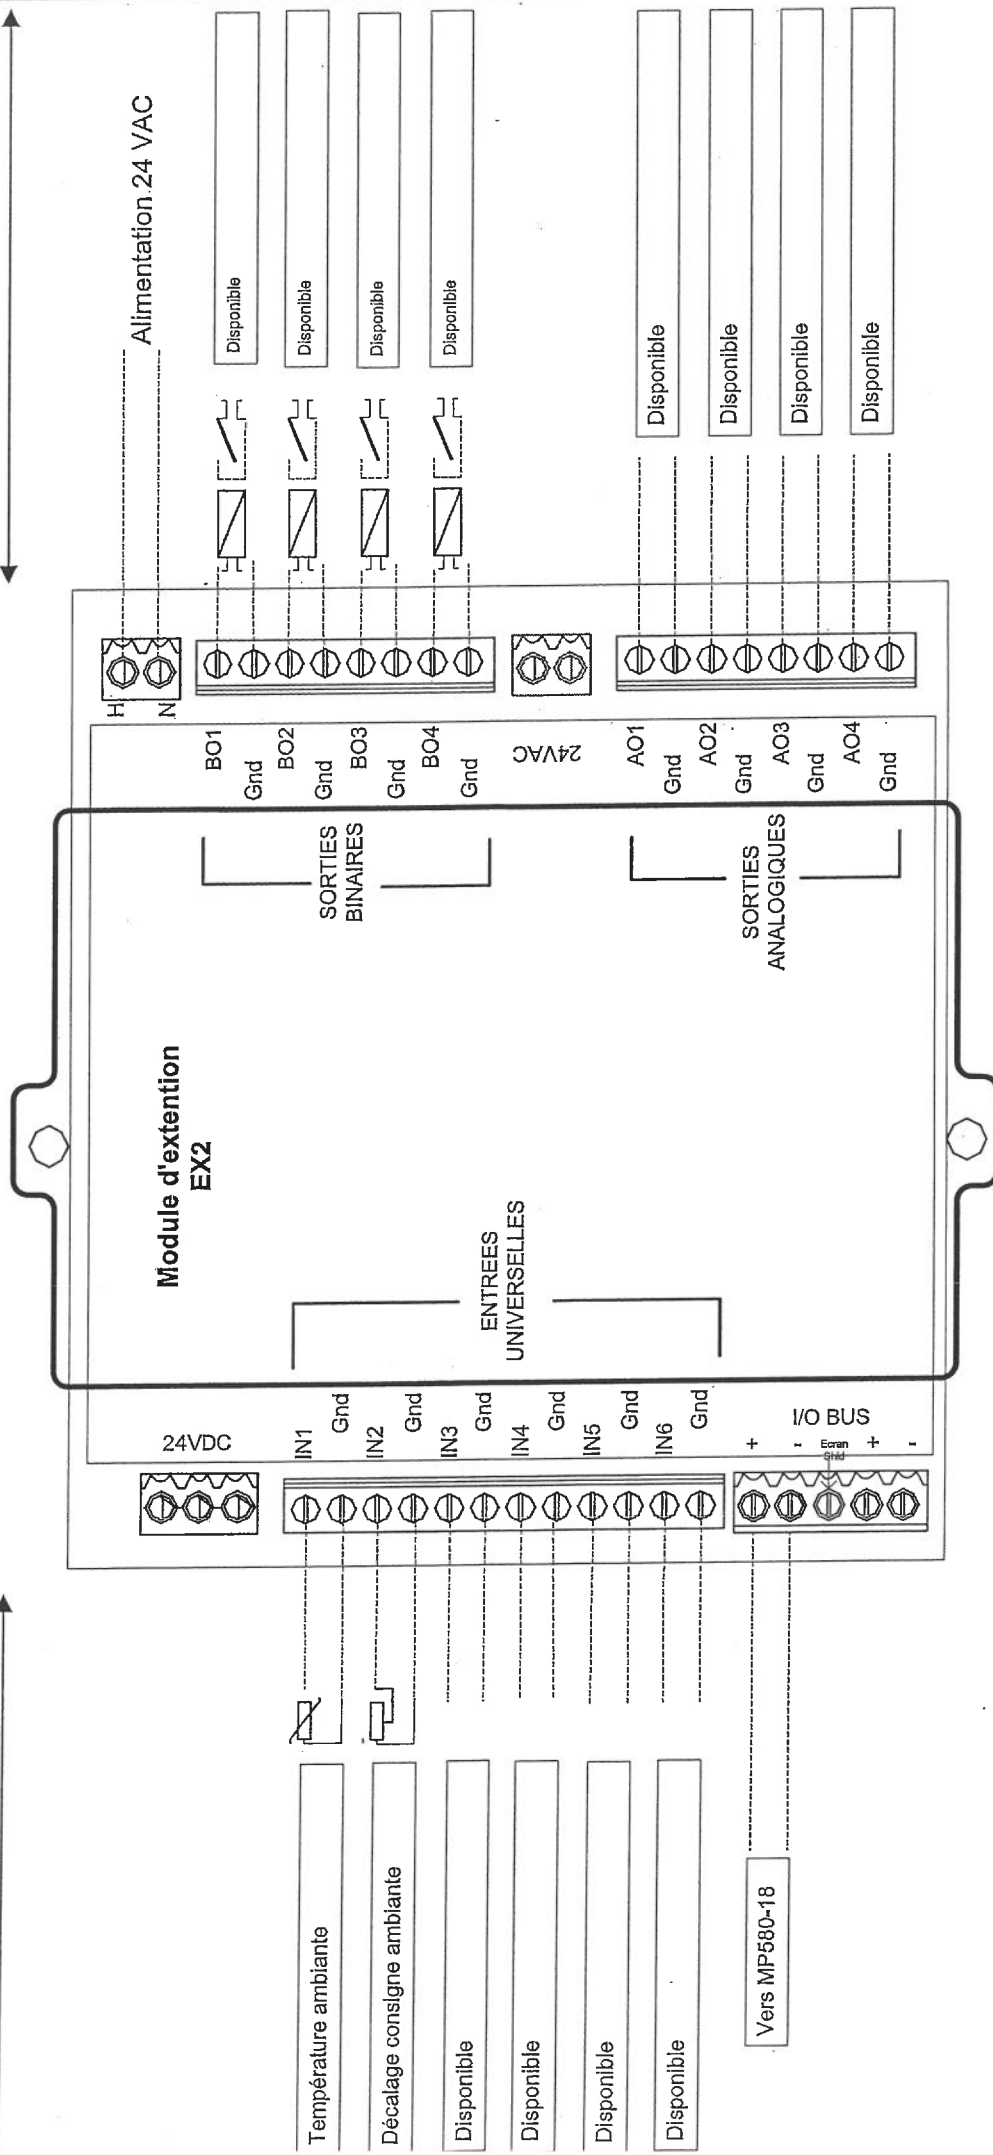 Alimentation 24 VAC
Disponible
Disponible
Disponible
Disponible
Disponible
Disponible
Disponible
Disponible
H
N
BO1
Gnd
BO2
Gnd
BO3
Gnd
BO4
Gnd
24VAC
AO1
Gnd
AO2
Gnd
AO3
Gnd
AO4
Gnd
SORTIES
BINAIRES
SORTIES
ANALOGIQUES
Module d'extention
EX2
ENTREES
UNIVERSELLES
24VDC
IN1
Gnd
IN2
Gnd
IN3
Gnd
IN4
Gnd
IN5
Gnd
IN6
Gnd
I/O BUS
+
-
Ecran
Shld
+
-
Température ambiante
Décalage consigne ambiante
Disponible
Disponible
Disponible
Disponible
Vers MP580-18